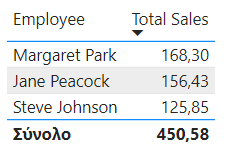 Employee Total Sales
Margaret Park 168,30
Jane Peacock 156,43
Steve Johnson 125,85
Σύνολο 450,58